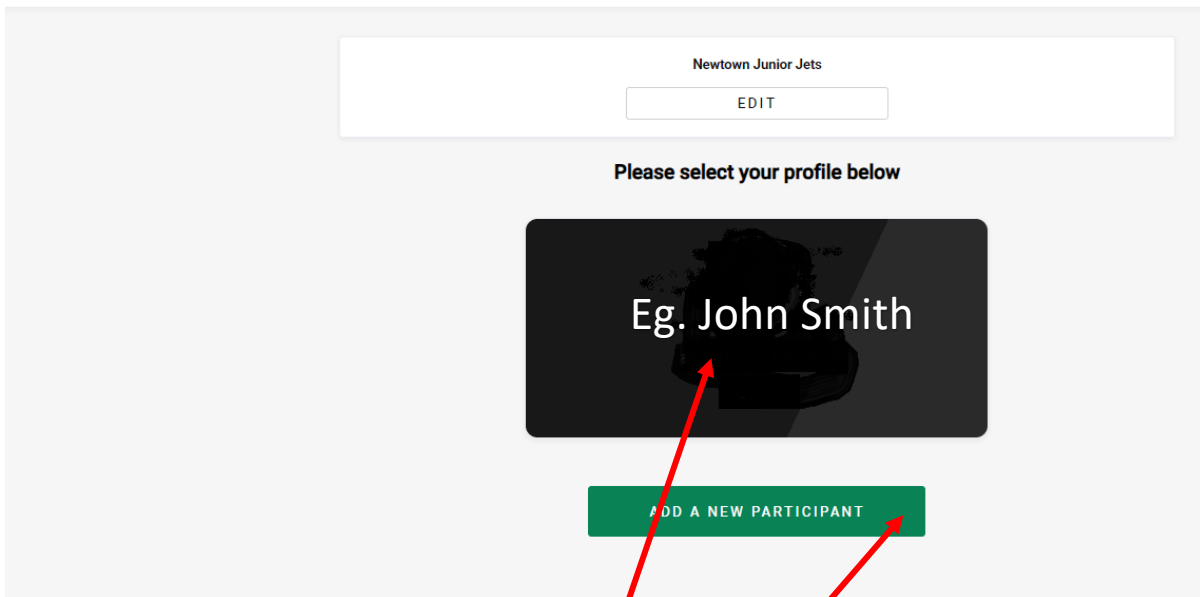 Newtown Junior Jets
EDIT
Please select your profile below
Eg. John Smith
ADD A NEW PARTICIPANT